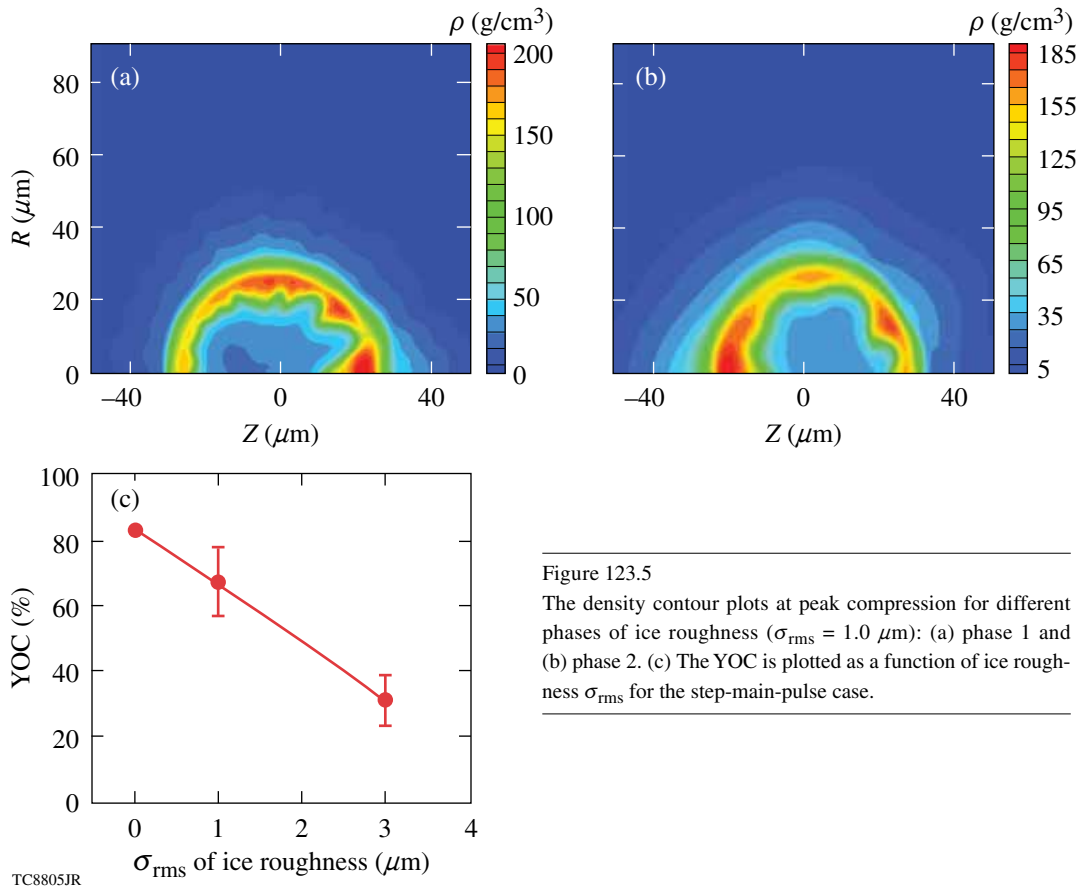 ρ (g/cm³)
(a)
80
60
40
20
0
R (μm)
–40
0
40
Z (μm)
200
150
100
50
0
ρ (g/cm³)
(b)
–40
0
40
Z (μm)
185
155
125
95
65
35
5
(c)
100
80
60
40
20
0
YOC (%)
0
1
2
3
4
σrms of ice roughness (μm)
Figure 123.5
The density contour plots at peak compression for different
phases of ice roughness (σrms = 1.0 μm): (a) phase 1 and
(b) phase 2. (c) The YOC is plotted as a function of ice rough-
ness σrms for the step-main-pulse case.
TC8805JR